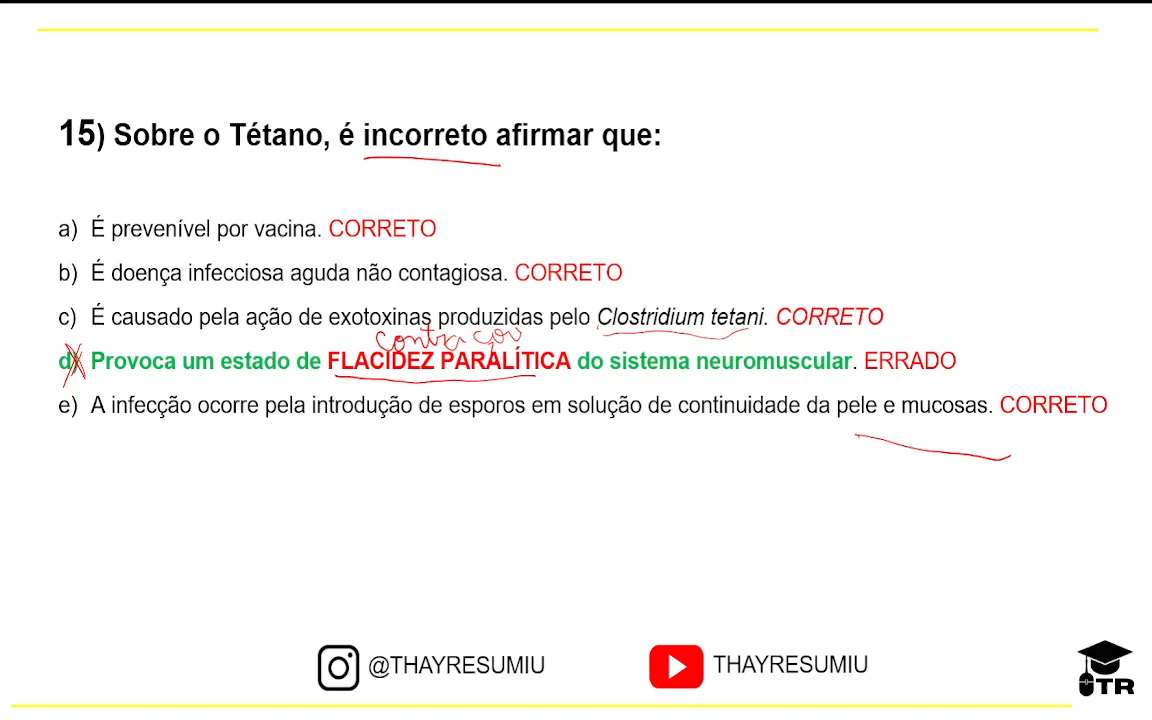 15) Sobre o Tétano, é incorreto afirmar que:
a) É prevenível por vacina. CORRETO
b) É doença infecciosa aguda não contagiosa. CORRETO
c) É causado pela ação de exotoxinas produzidas pelo Clostridium tetani. CORRETO
contra
d) Provoca um estado de FLACIDEZ PARALÍTICA do sistema neuromuscular. ERRADO
e) A infecção ocorre pela introdução de esporos em solução de continuidade da pele e mucosas. CORRETO
@THAYRESUMIU
THAYRESUMIU
TR